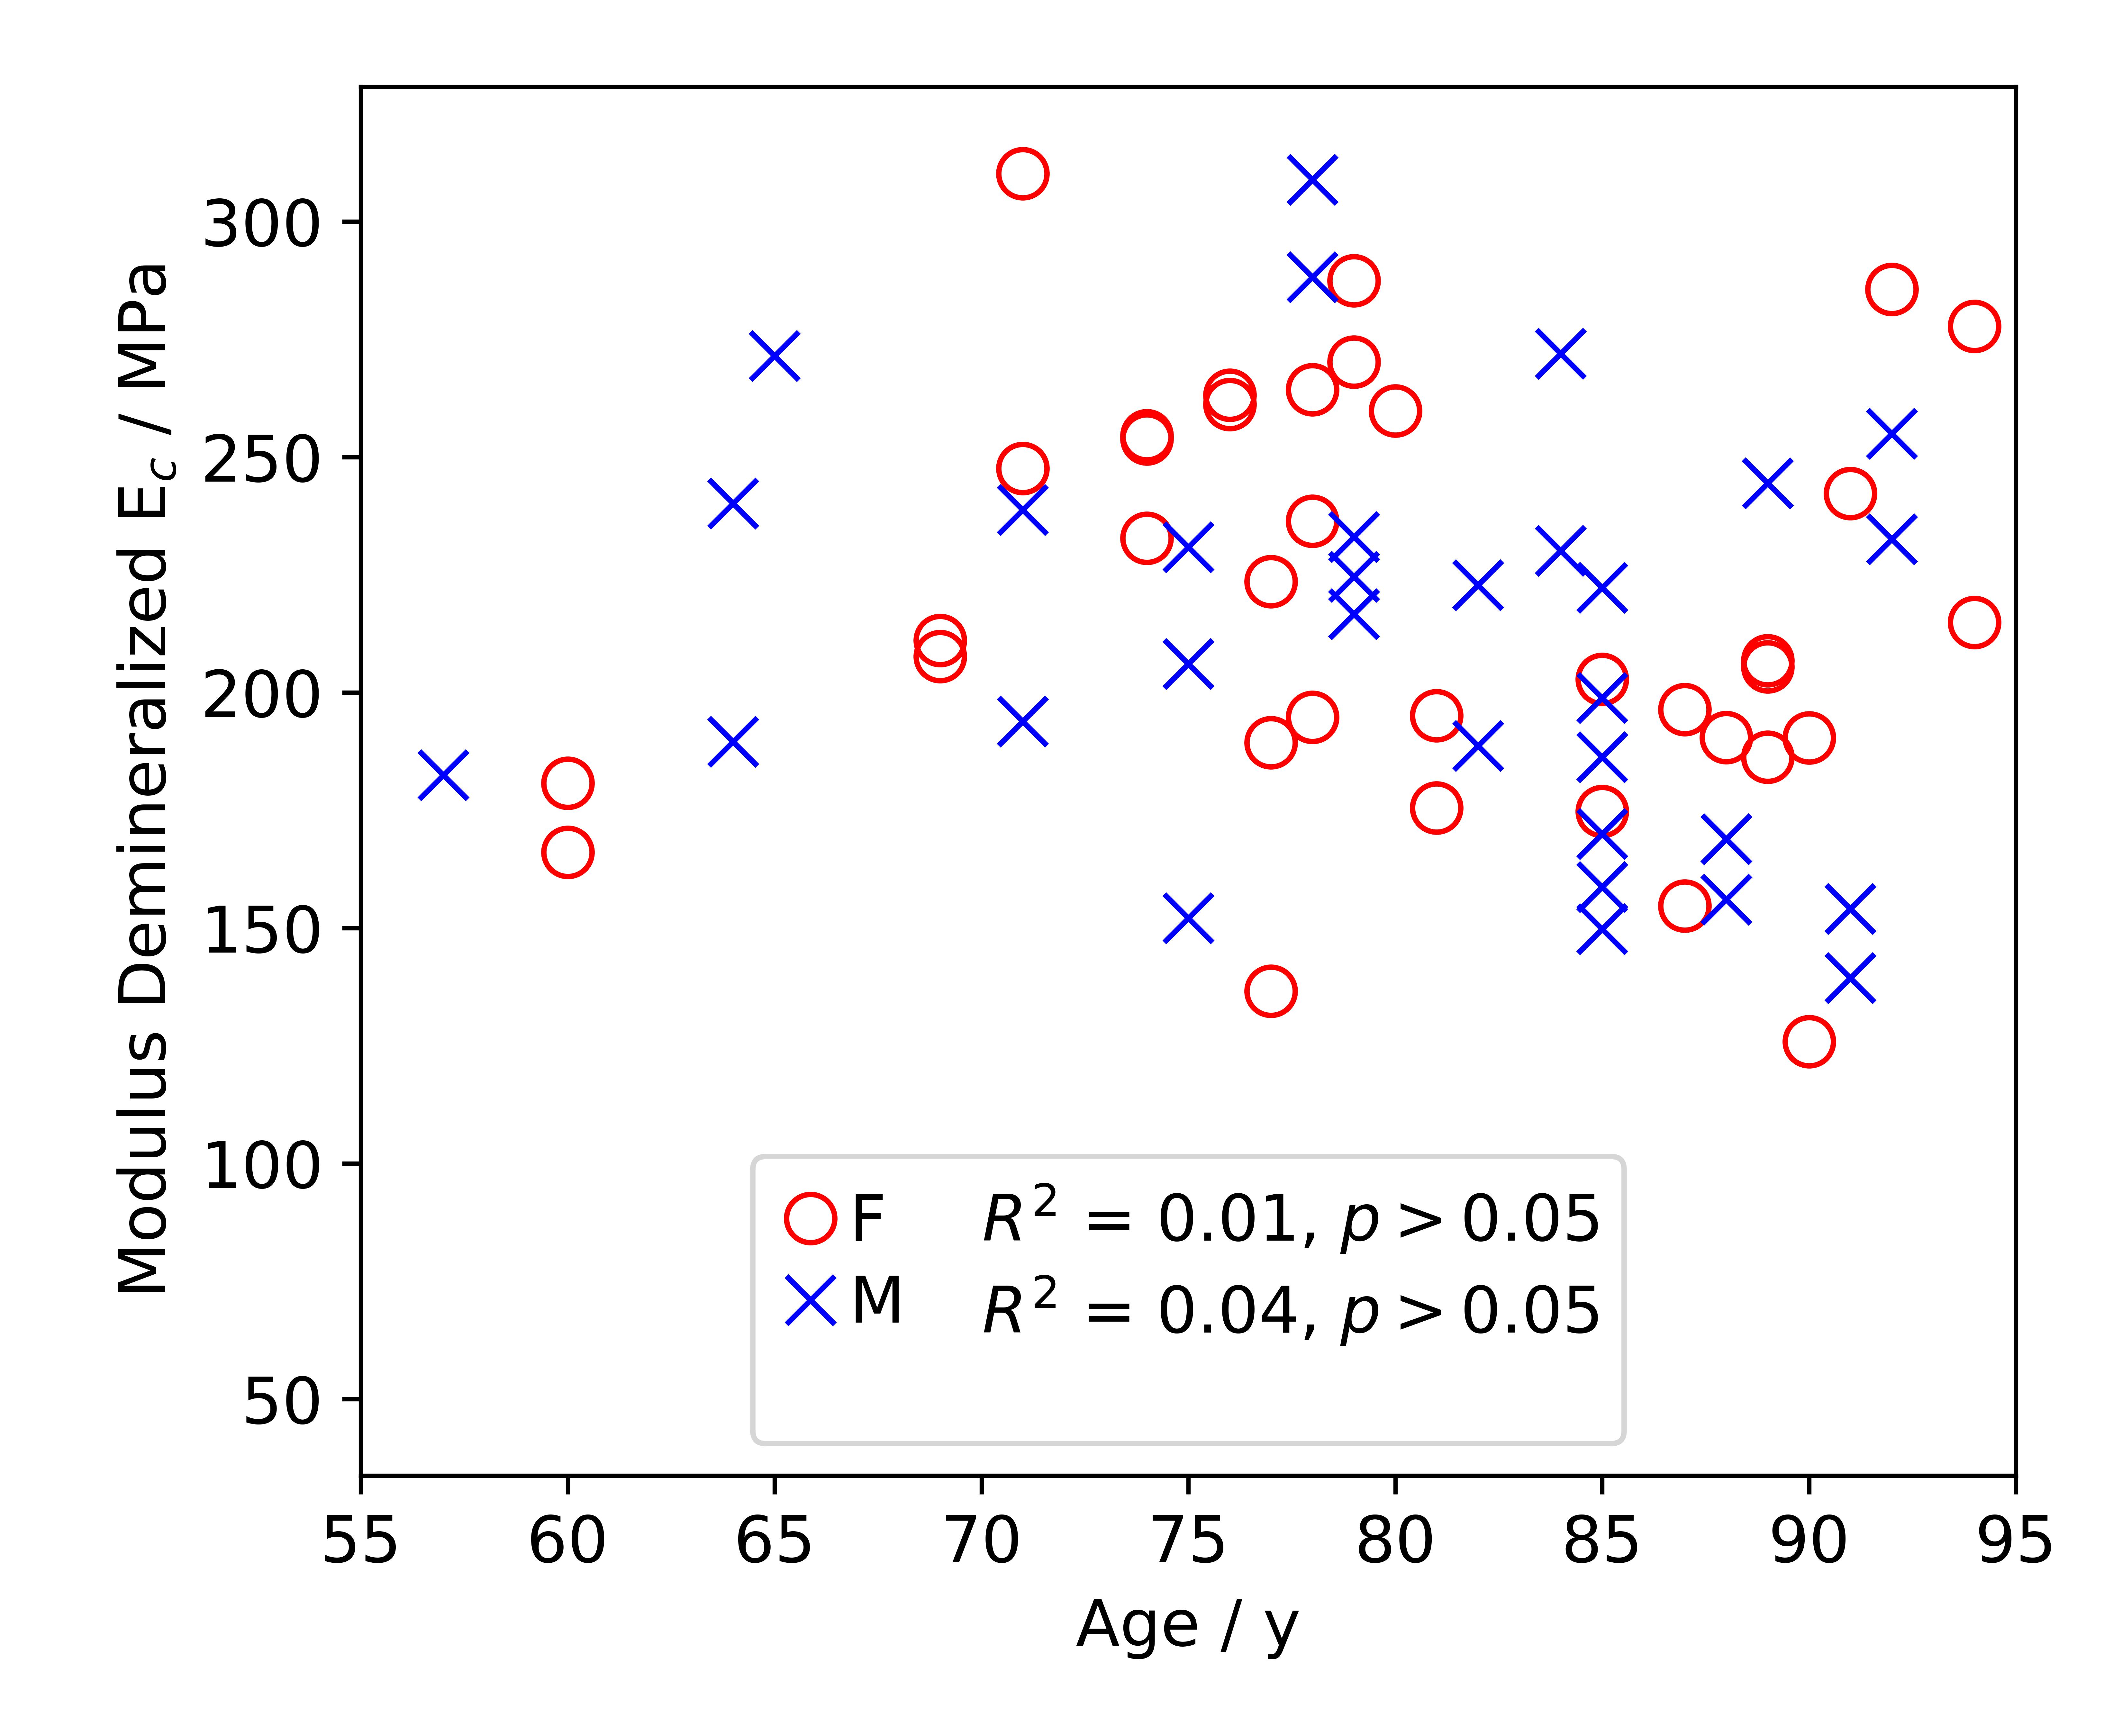 Modulus Demineralized E_c / MPa
300
250
200
150
100
50
F R² = 0.01, p > 0.05
M R² = 0.04, p > 0.05
55 60 65 70 75 80 85 90 95
Age / y